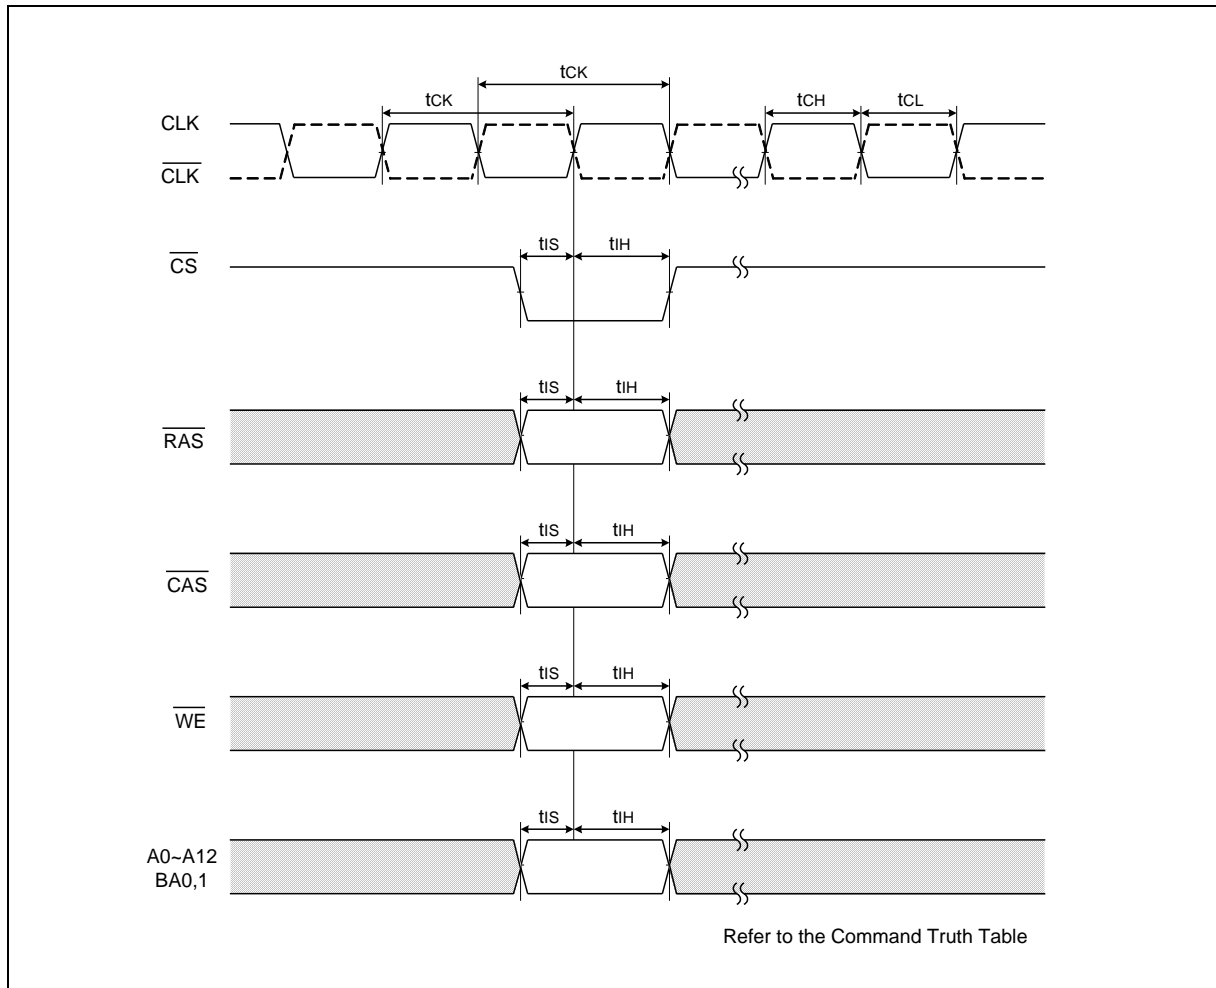 tCK
tCK tCH tCL
CLK
CLK
tIS tIH
CS
tIS tIH
RAS
tIS tIH
CAS
tIS tIH
WE
tIS tIH
A0~A12
BA0,1
Refer to the Command Truth Table